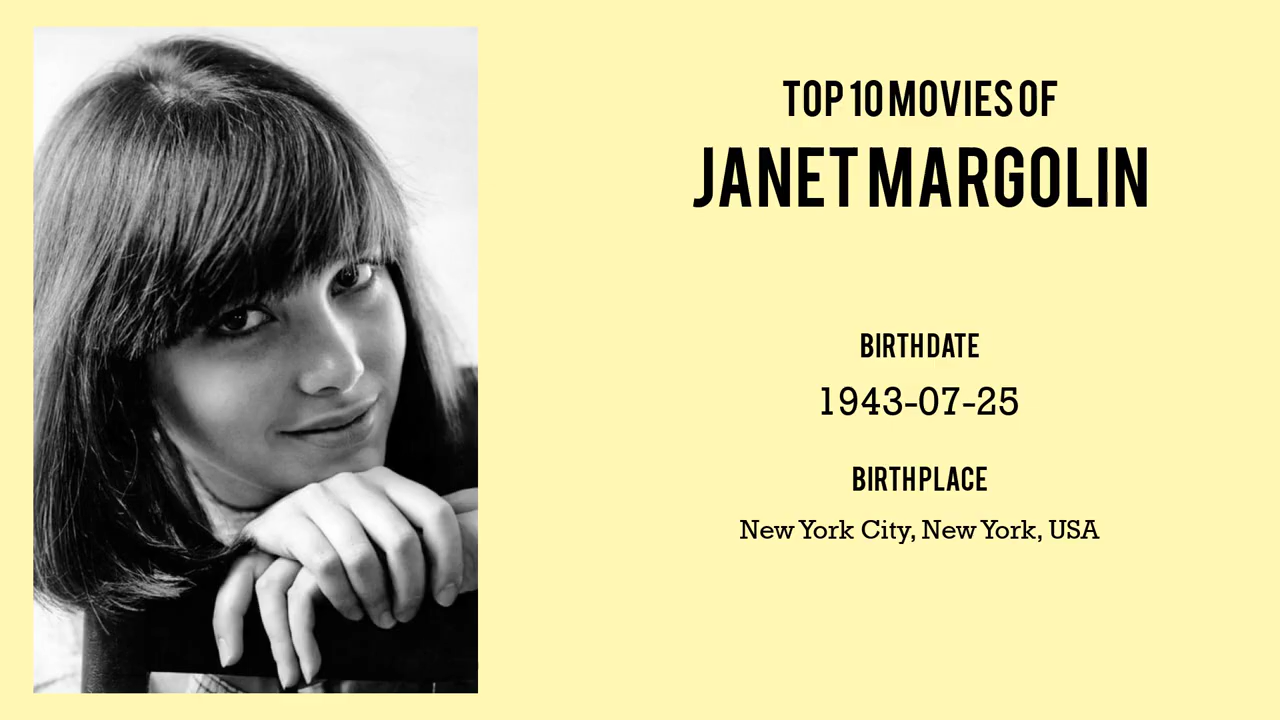 TOP 10 MOVIES OF
JANET MARGOLIN
BIRTHDATE
1943-07-25
BIRTHPLACE
New York City, New York, USA